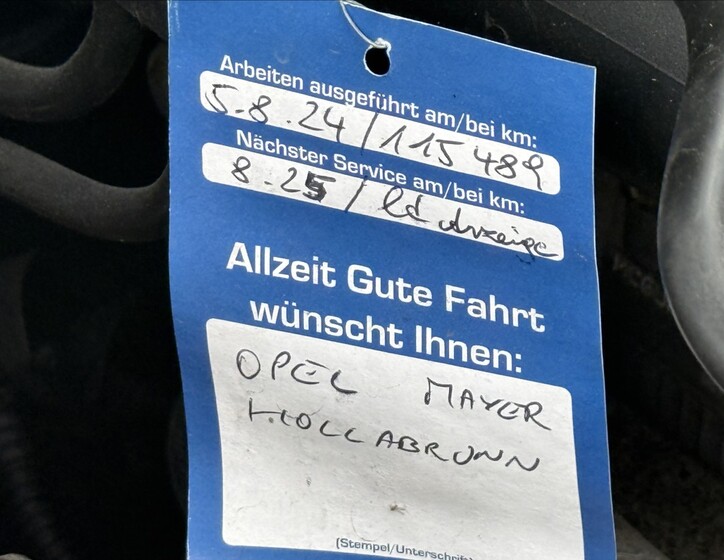 Arbeiten ausgeführt am/bei km:
5.8.24/115489
Nächster Service am/bei km:
8.25/ld Anzeige
Allzeit Gute Fahrt
wünscht Ihnen:
OPEL MAYER
HOLLABRUNN
(Stempel/Unterschrift)